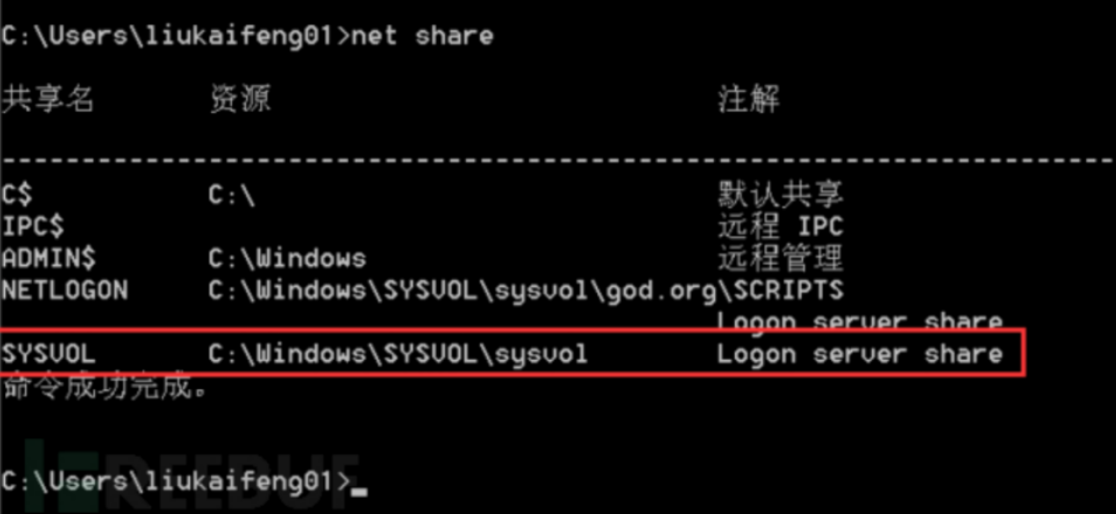 C:\Users\liukaifeng01>net share
共享名 资源 注解
-------------------------------------------------------------------------------
C$ C:\ 默认共享
IPC$ 远程 IPC
ADMIN$ C:\Windows 远程管理
NETLOGON C:\Windows\SYSVOL\sysvol\god.org\SCRIPTS
Logon server share
SYSVOL C:\Windows\SYSVOL\sysvol Logon server share
命令成功完成。
C:\Users\liukaifeng01>_
REEBUF